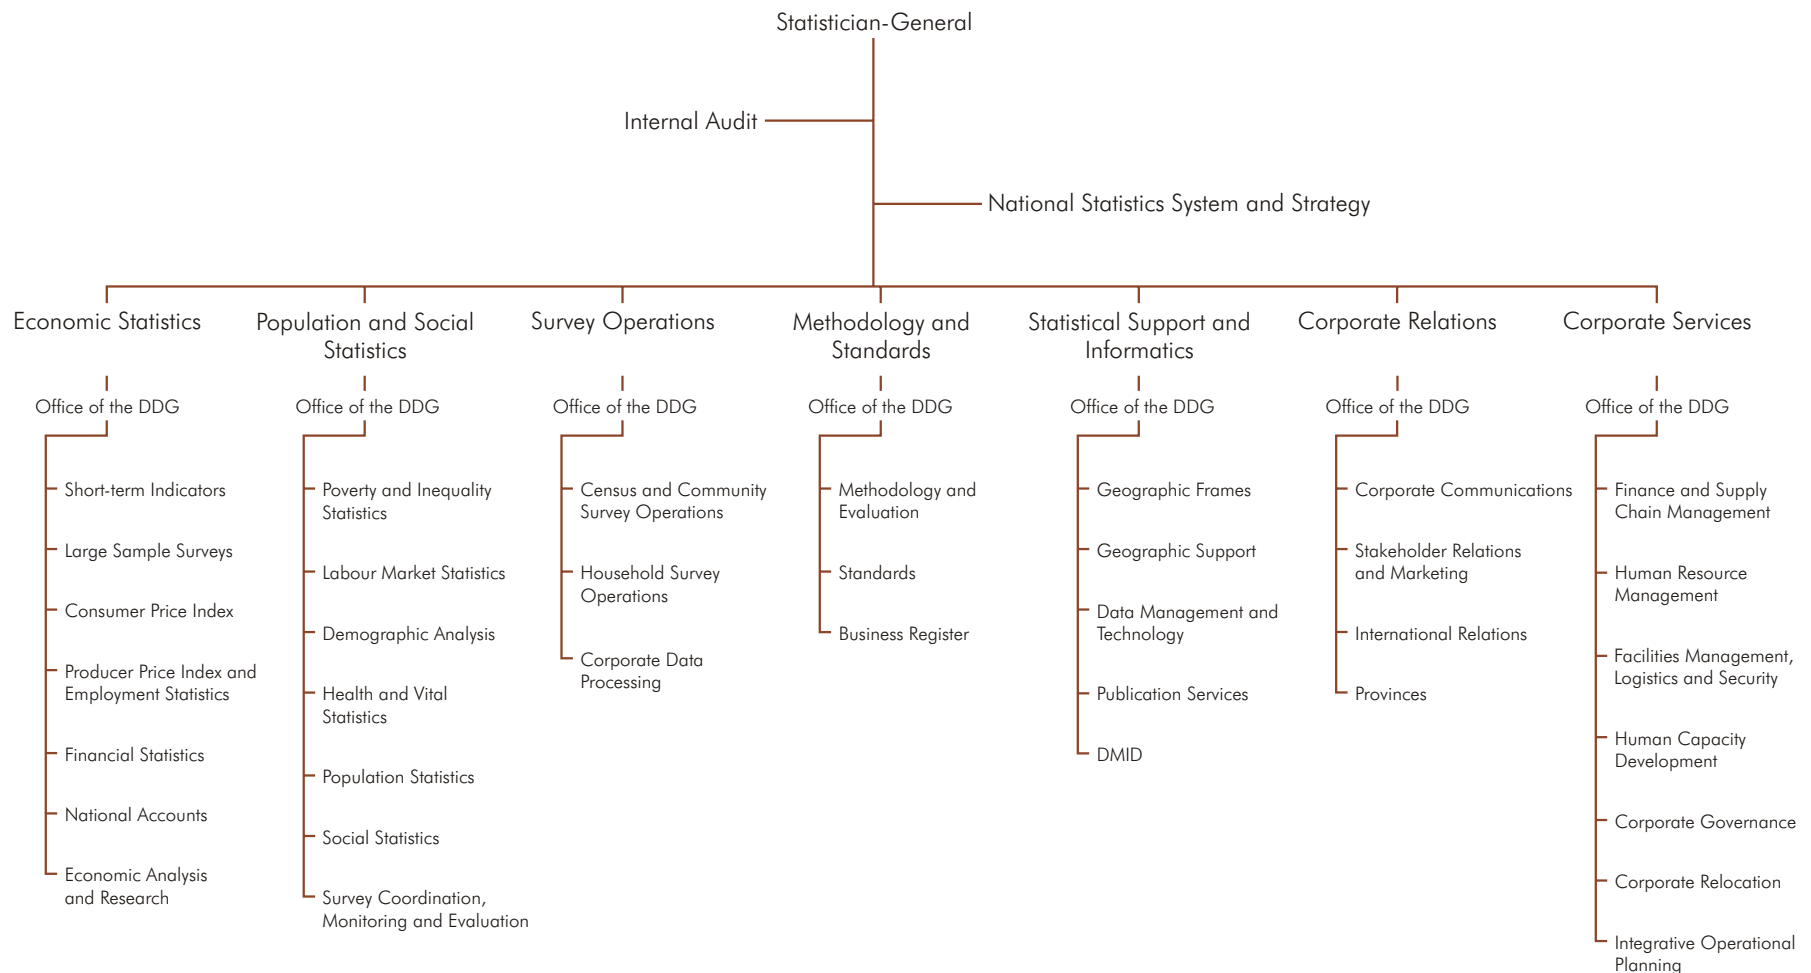 Statistician-General
Internal Audit
National Statistics System and Strategy
Economic Statistics
Population and Social
Statistics
Survey Operations
Methodology and
Standards
Statistical Support and
Informatics
Corporate Relations
Corporate Services
Office of the DDG
Office of the DDG
Office of the DDG
Office of the DDG
Office of the DDG
Office of the DDG
Office of the DDG
Short-term Indicators
Large Sample Surveys
Consumer Price Index
Producer Price Index and
Employment Statistics
Financial Statistics
National Accounts
Economic Analysis
and Research
Poverty and Inequality
Statistics
Labour Market Statistics
Demographic Analysis
Health and Vital
Statistics
Population Statistics
Social Statistics
Survey Coordination,
Monitoring and Evaluation
Census and Community
Survey Operations
Household Survey
Operations
Corporate Data
Processing
Methodology and
Evaluation
Standards
Business Register
Geographic Frames
Geographic Support
Data Management and
Technology
Publication Services
DMID
Corporate Communications
Stakeholder Relations
and Marketing
International Relations
Provinces
Finance and Supply
Chain Management
Human Resource
Management
Facilities Management,
Logistics and Security
Human Capacity
Development
Corporate Governance
Corporate Relocation
Integrative Operational
Planning